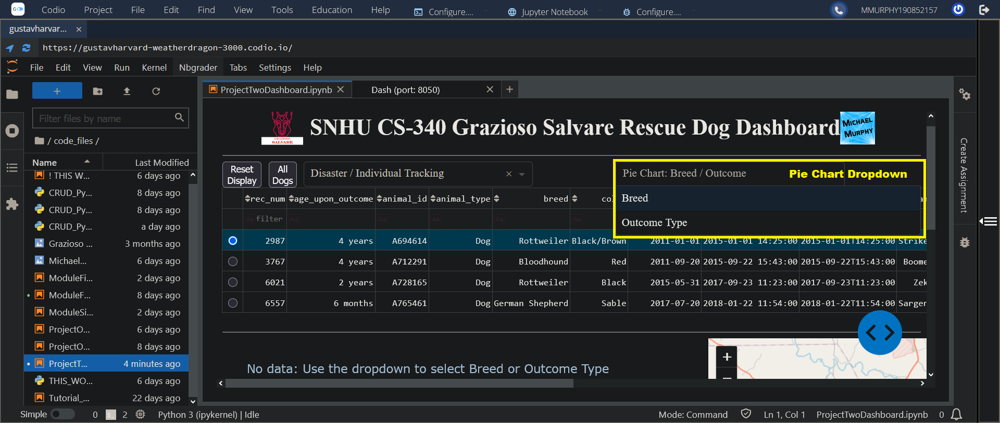 Codio Project File Edit Find View Tools Education Help Configure.... Jupyter Notebook Configure.... MMURPHY190852157
gustavharvar...
https://gustavharvard-weatherdragon-3000.codio.io/
File Edit View Run Kernel Nbgrader Tabs Settings Help
ProjectTwoDashboard.ipynb Dash (port: 8050)
Filter files by name
/ code_files /
Name Last Modified
! THIS W... 6 days ago
CRUD_Py... 8 days ago
CRUD_Py... 8 days ago
CRUD_Py... a day ago
Grazioso ... 3 months ago
Michael... 6 days ago
ModuleFi... 2 days ago
ModuleF... 8 days ago
ModuleSi... 2 days ago
ProjectO... 6 days ago
ProjectO... 8 days ago
ProjectT... 4 minutes ago
THIS_WO... 6 days ago
Tutorial_... 22 days ago
GRAZIOSO
SALVARE
SNHU CS-340 Grazioso Salvare Rescue Dog Dashboard
MICHAEL
MURPHY
Reset
Display
All
Dogs
Disaster / Individual Tracking
Pie Chart: Breed / Outcome
Pie Chart Dropdown
Breed
Outcome Type
rec_num age_upon_outcome animal_id animal_type breed co
Aa filter Aa Aa Aa Aa Aa
2987 4 years A694614 Dog Rottweiler Black/Brown 2011-01-01 2015-01-01 14:25:00 2015-01-01T14:25:00 Strike
3767 4 years A712291 Dog Bloodhound Red 2011-09-20 2015-09-22 15:43:00 2015-09-22T15:43:00 Boome
6021 2 years A728165 Dog Rottweiler Black 2015-05-31 2017-09-23 11:23:00 2017-09-23T11:23:00 Zek
6557 6 months A765461 Dog German Shepherd Sable 2017-07-20 2018-01-22 11:54:00 2018-01-22T11:54:00 Sarger
No data: Use the dropdown to select Breed or Outcome Type
+
Create Assignment
Simple 0 2 Python 3 (ipykernel) | Idle Mode: Command Ln 1, Col 1 ProjectTwoDashboard.ipynb 0